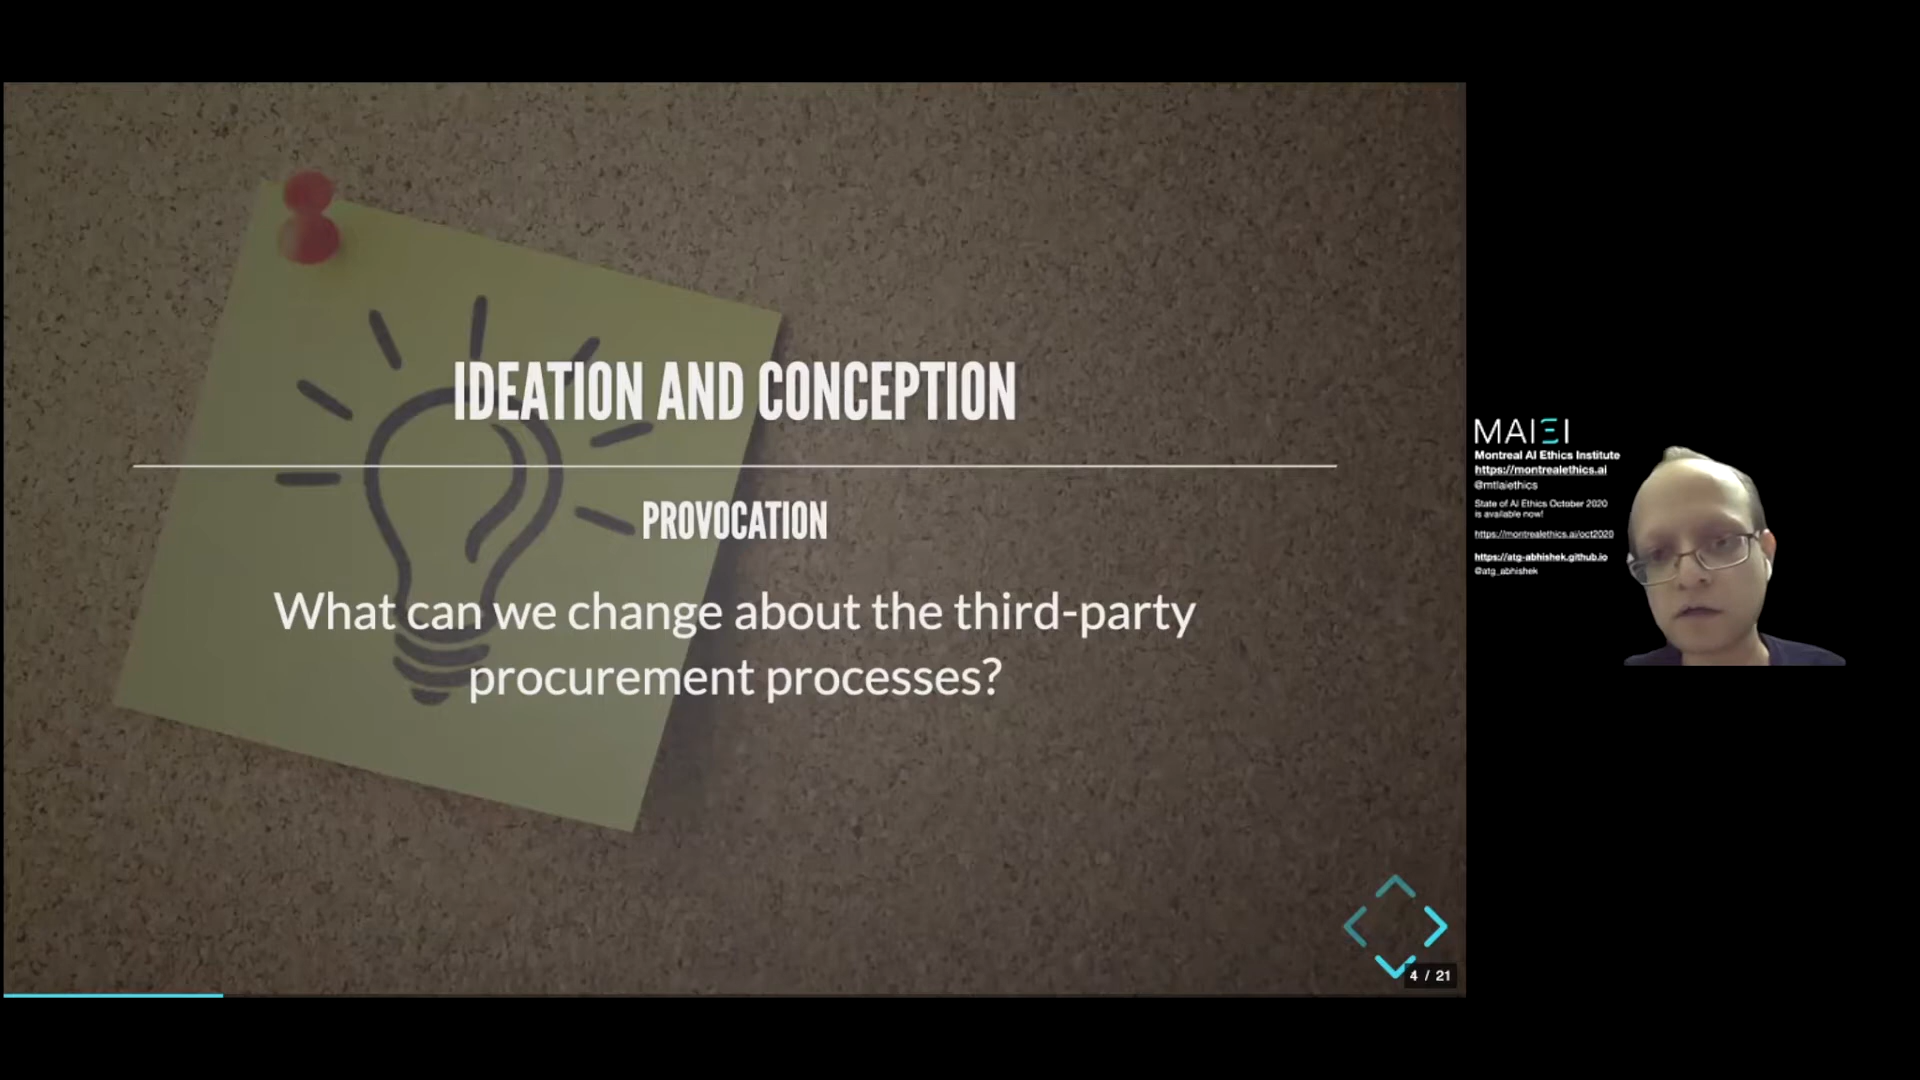 IDEATION AND CONCEPTION
PROVOCATION
What can we change about the third-party
procurement processes?
4 / 21
MAIEI
Montreal AI Ethics Institute
https://montrealethics.ai
@mtlaiethics
State of AI Ethics October 2020
is available now!
https://montrealethics.ai/oct2020
https://atg-abhishek.github.io
@atg_abhishek